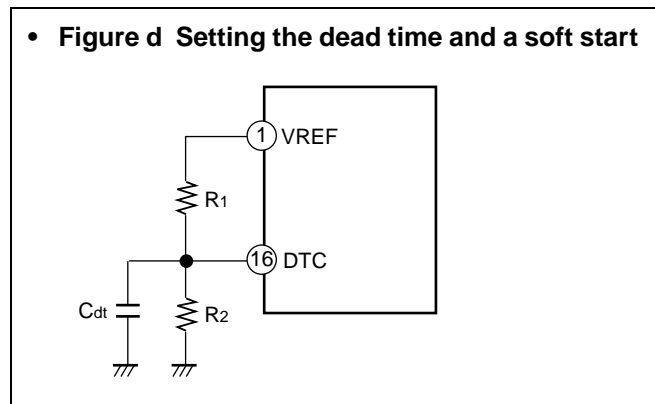 • Figure d Setting the dead time and a soft start
1 VREF
R1
16 DTC
Cdt
R2